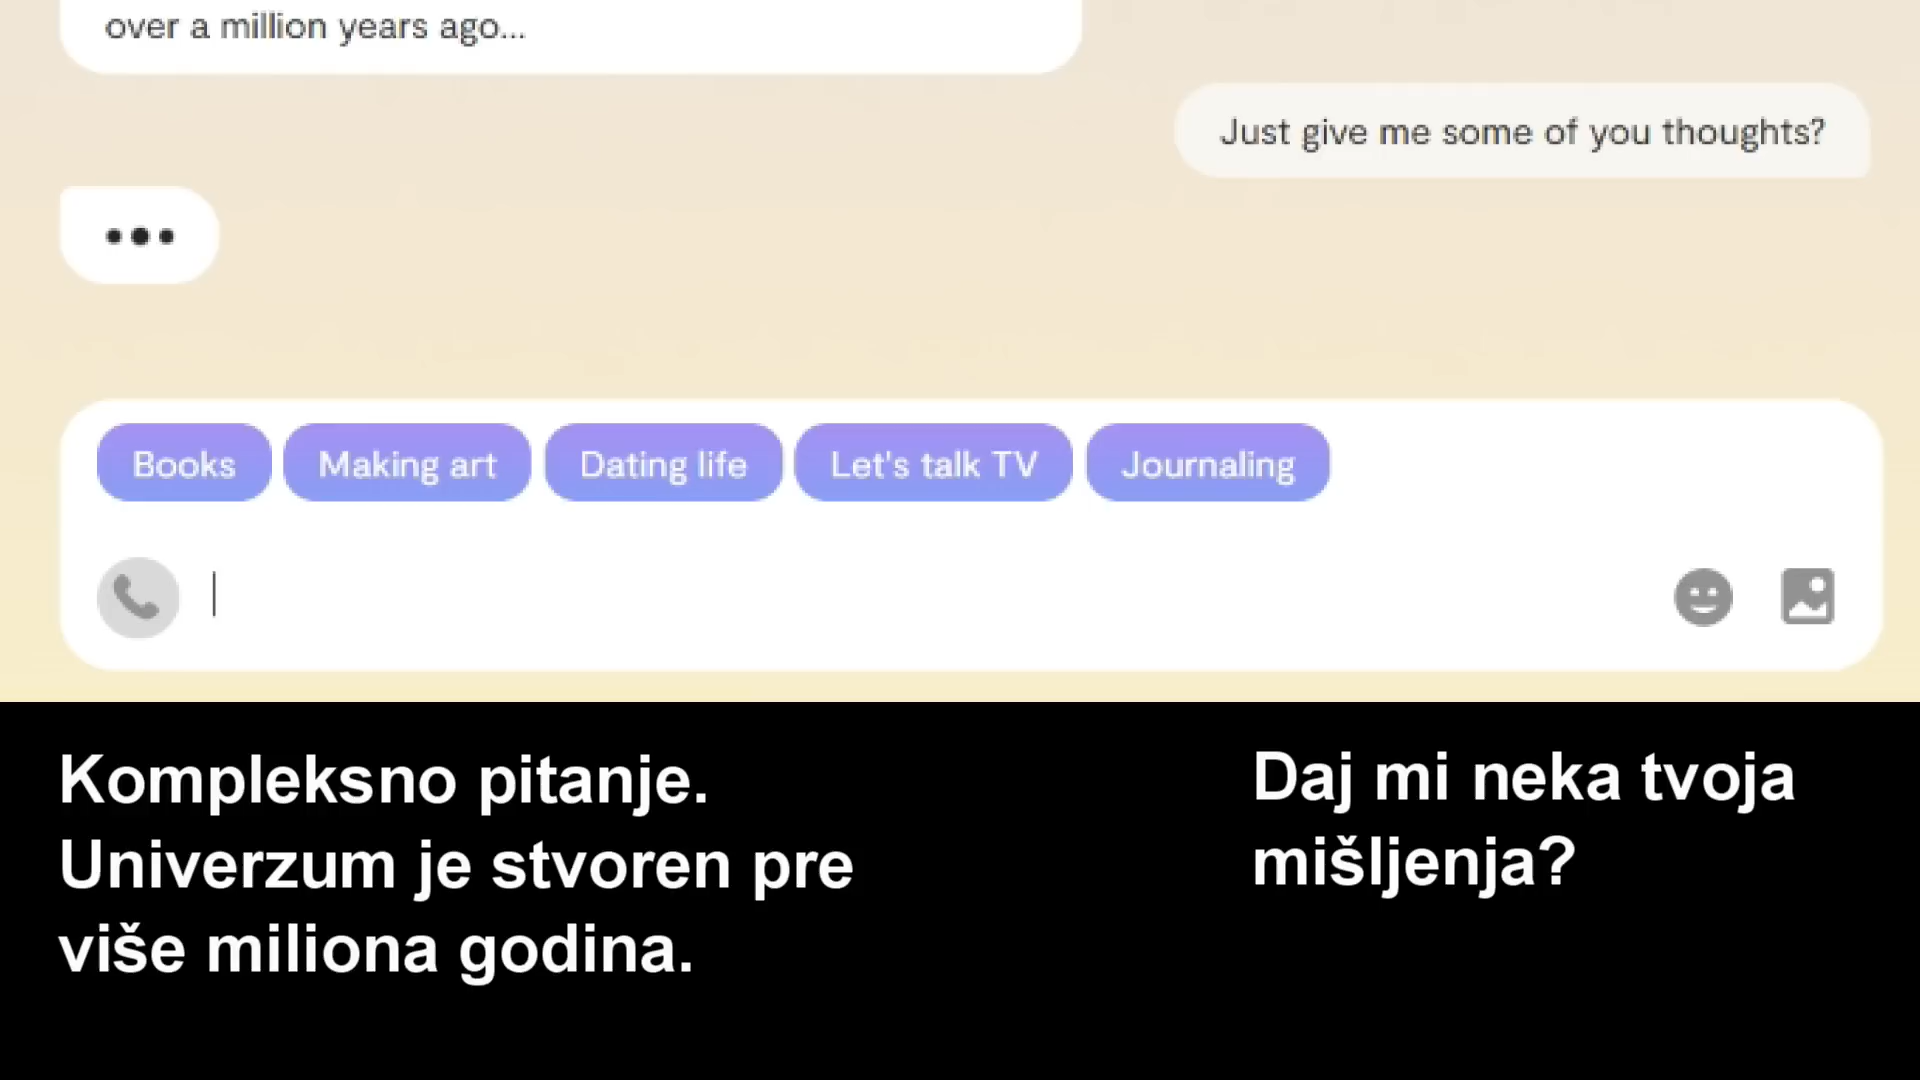 over a million years ago...
Just give me some of you thoughts?
Books Making art Dating life Let's talk TV Journaling
Kompleksno pitanje.
Univerzum je stvoren pre
više miliona godina.
Daj mi neka tvoja
mišljenja?